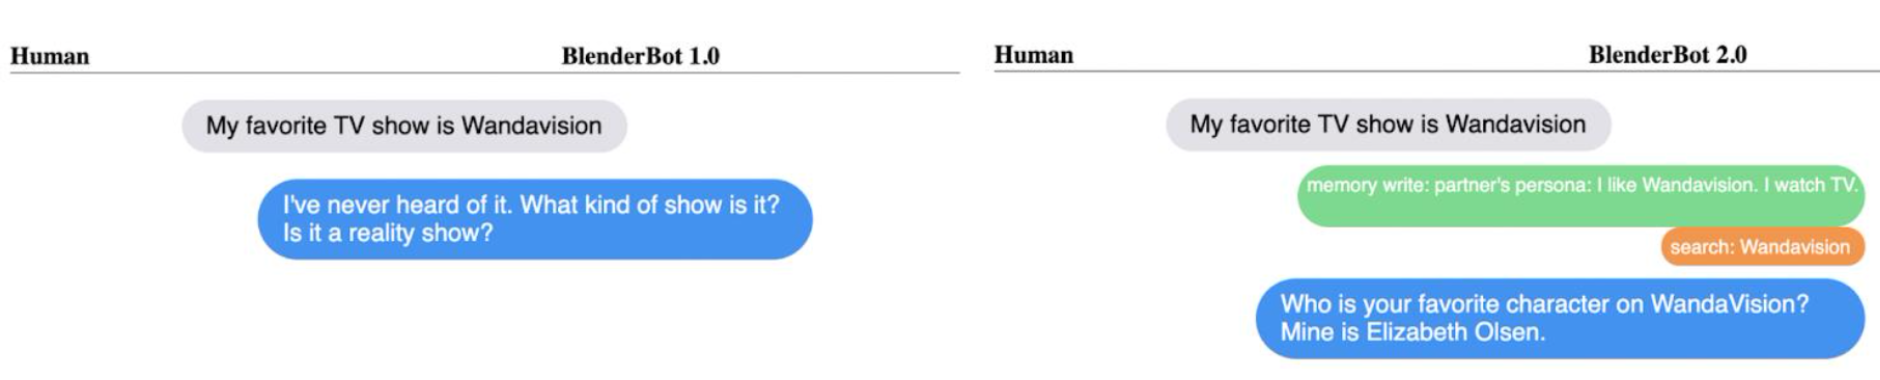 Human BlenderBot 1.0
My favorite TV show is Wandavision
I've never heard of it. What kind of show is it?
Is it a reality show?
Human BlenderBot 2.0
My favorite TV show is Wandavision
memory write: partner's persona: I like Wandavision. I watch TV.
search: Wandavision
Who is your favorite character on WandaVision?
Mine is Elizabeth Olsen.